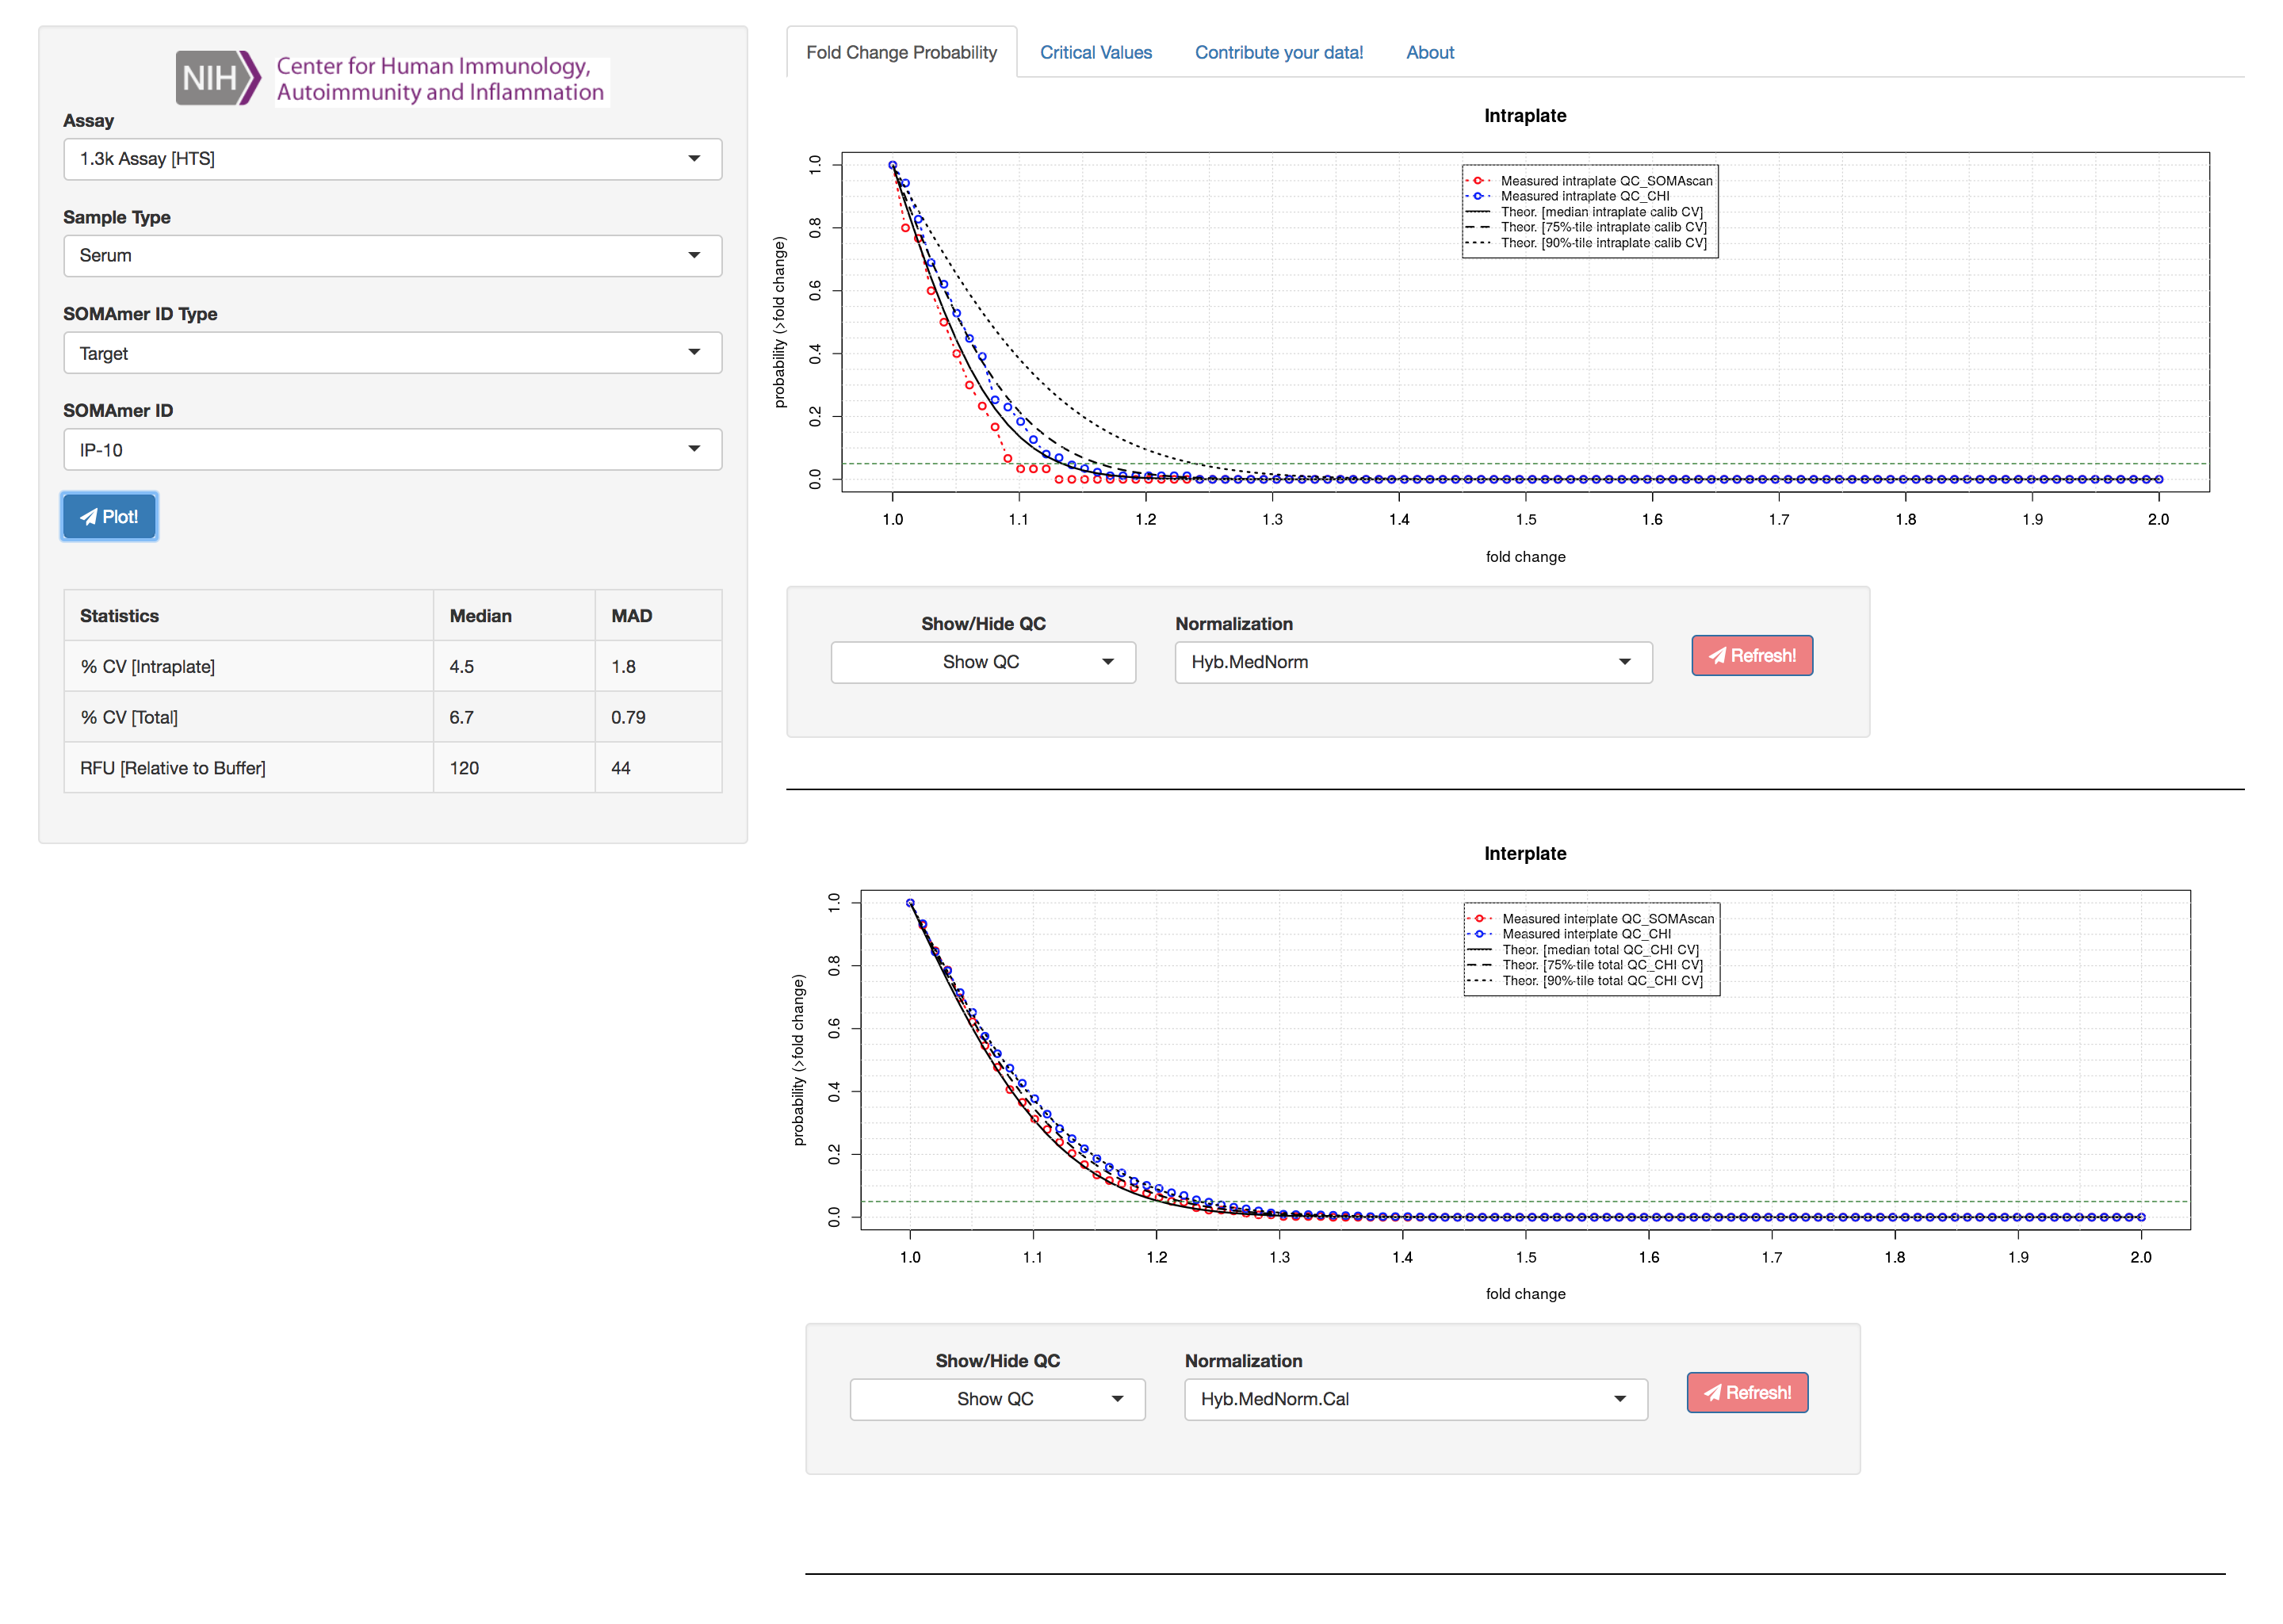 NIH
Center for Human Immunology,
Autoimmunity and Inflammation
Assay
1.3k Assay [HTS]
Sample Type
Serum
SOMAmer ID Type
Target
SOMAmer ID
IP-10
Plot!
Statistics Median MAD
% CV [Intraplate] 4.5 1.8
% CV [Total] 6.7 0.79
RFU [Relative to Buffer] 120 44
Fold Change Probability Critical Values Contribute your data! About
Intraplate
probability (>fold change)
1.0
0.8
0.6
0.4
0.2
0.0
Measured intraplate QC_SOMAscan
Measured intraplate QC_CHI
Theor. [median intraplate calib CV]
Theor. [75%-tile intraplate calib CV]
Theor. [90%-tile intraplate calib CV]
1.0 1.1 1.2 1.3 1.4 1.5 1.6 1.7 1.8 1.9 2.0
fold change
Show/Hide QC Normalization
Show QC Hyb.MedNorm Refresh!
Interplate
probability (>fold change)
1.0
0.8
0.6
0.4
0.2
0.0
Measured interplate QC_SOMAscan
Measured interplate QC_CHI
Theor. [median total QC_CHI CV]
Theor. [75%-tile total QC_CHI CV]
Theor. [90%-tile total QC_CHI CV]
1.0 1.1 1.2 1.3 1.4 1.5 1.6 1.7 1.8 1.9 2.0
fold change
Show/Hide QC Normalization
Show QC Hyb.MedNorm.Cal Refresh!